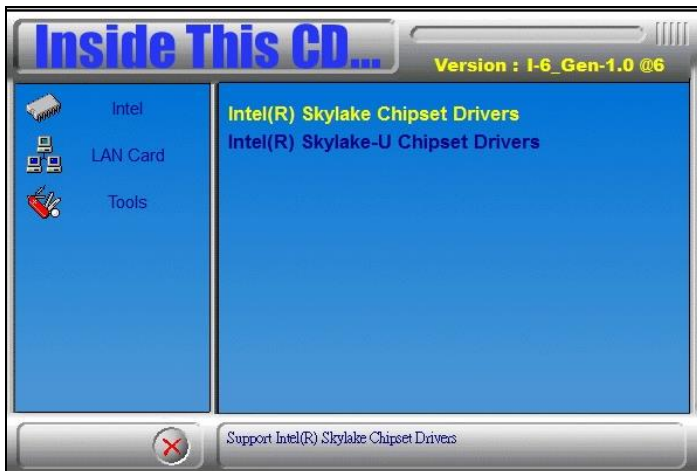 Inside This CD...
Version : I-6_Gen-1.0 @6
Intel
LAN Card
Tools
Intel(R) Skylake Chipset Drivers
Intel(R) Skylake-U Chipset Drivers
Support Intel(R) Skylake Chipset Drivers